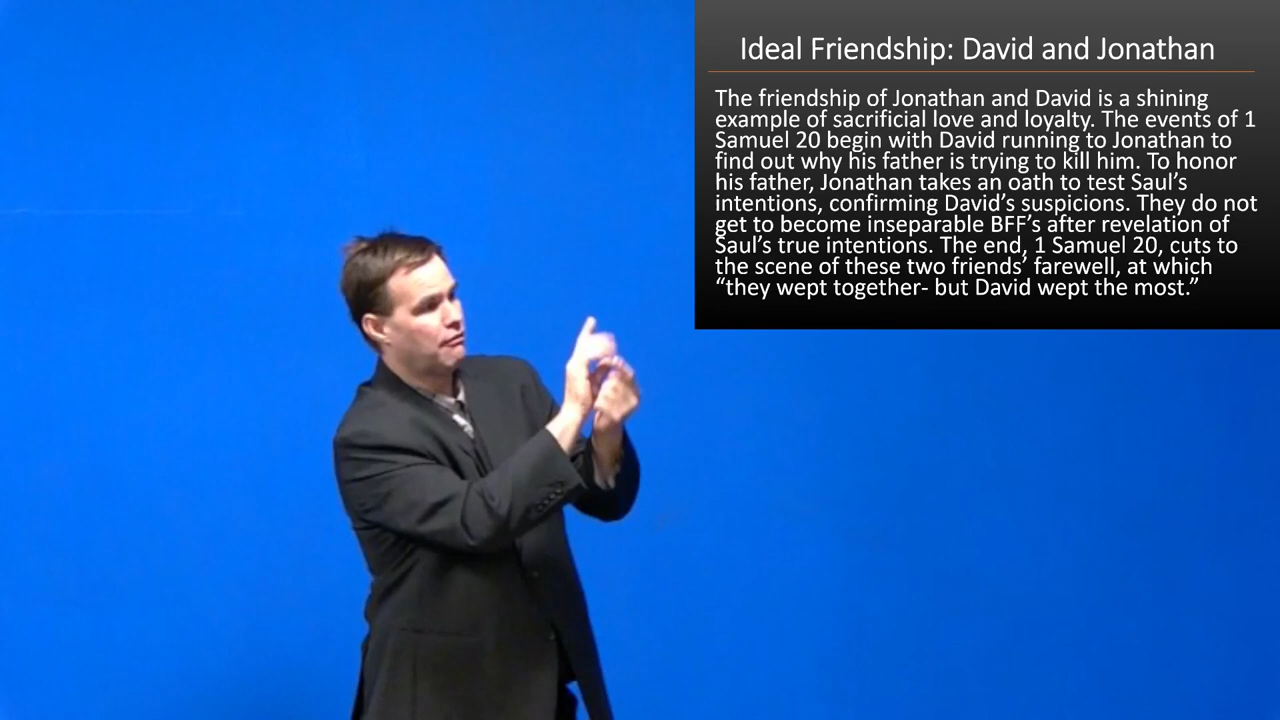 Ideal Friendship: David and Jonathan
The friendship of Jonathan and David is a shining
example of sacrificial love and loyalty. The events of 1
Samuel 20 begin with David running to Jonathan to
find out why his father is trying to kill him. To honor
his father, Jonathan takes an oath to test Saul’s
intentions, confirming David’s suspicions. They do not
get to become inseparable BFF’s after revelation of
Saul’s true intentions. The end, 1 Samuel 20, cuts to
the scene of these two friends’ farewell, at which
“they wept together- but David wept the most.”